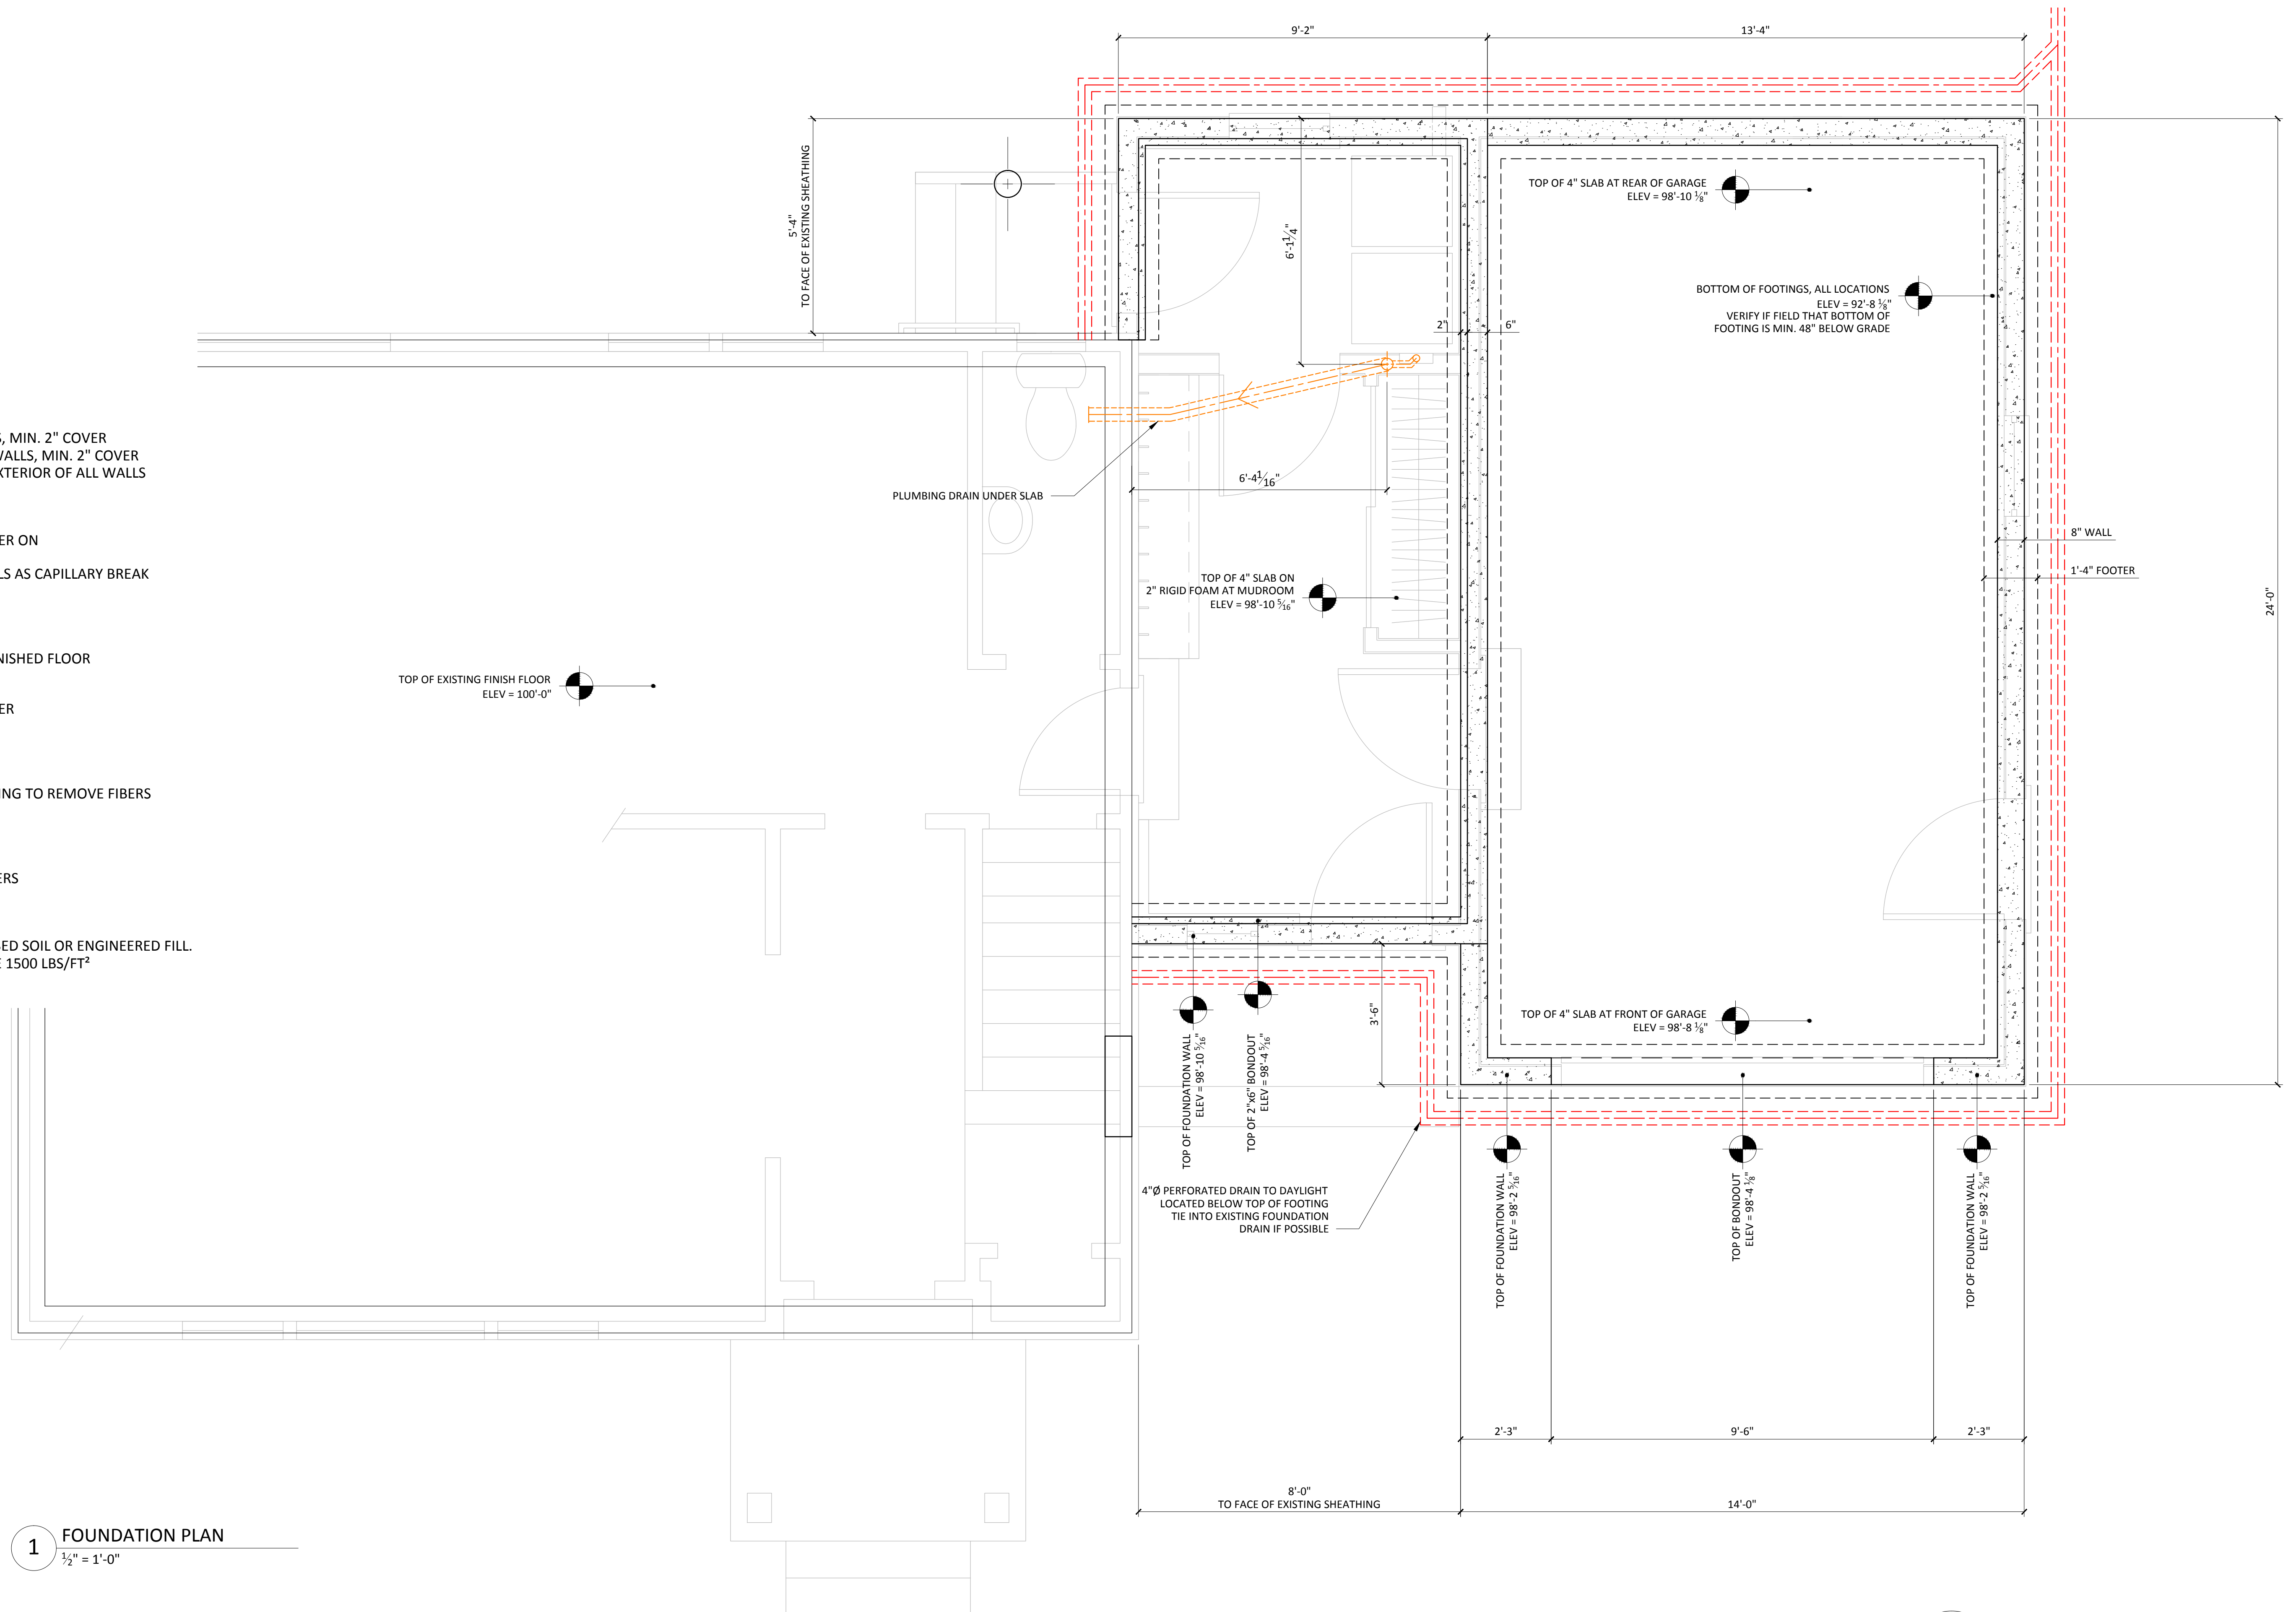 9'-2"
13'-4"
5'-4"
TO FACE OF EXISTING SHEATHING
6'-1 1/4"
TOP OF 4" SLAB AT REAR OF GARAGE
ELEV = 98'-10 1/8"
BOTTOM OF FOOTINGS, ALL LOCATIONS
ELEV = 92'-8 1/8"
VERIFY IF FIELD THAT BOTTOM OF
FOOTING IS MIN. 48" BELOW GRADE
2"
6"
S, MIN. 2" COVER
WALLS, MIN. 2" COVER
XTERIOR OF ALL WALLS
PLUMBING DRAIN UNDER SLAB
6'-4 1/16"
ER ON
LS AS CAPILLARY BREAK
8" WALL
1'-4" FOOTER
24'-0"
TOP OF 4" SLAB ON
2" RIGID FOAM AT MUDROOM
ELEV = 98'-10 5/16"
NISHED FLOOR
TOP OF EXISTING FINISH FLOOR
ELEV = 100'-0"
ER
ING TO REMOVE FIBERS
ERS
BED SOIL OR ENGINEERED FILL.
E 1500 LBS/FT²
3'-6"
TOP OF 4" SLAB AT FRONT OF GARAGE
ELEV = 98'-8 1/8"
TOP OF FOUNDATION WALL
ELEV = 98'-10 5/16"
TOP OF 2"x6" BONDOUT
ELEV = 98'-4 5/16"
4"Ø PERFORATED DRAIN TO DAYLIGHT
LOCATED BELOW TOP OF FOOTING
TIE INTO EXISTING FOUNDATION
DRAIN IF POSSIBLE
TOP OF FOUNDATION WALL
ELEV = 98'-2 5/16"
TOP OF BONDOUT
ELEV = 98'-4 1/8"
TOP OF FOUNDATION WALL
ELEV = 98'-2 5/16"
2'-3"
9'-6"
2'-3"
8'-0"
TO FACE OF EXISTING SHEATHING
14'-0"
1
FOUNDATION PLAN
1/2" = 1'-0"